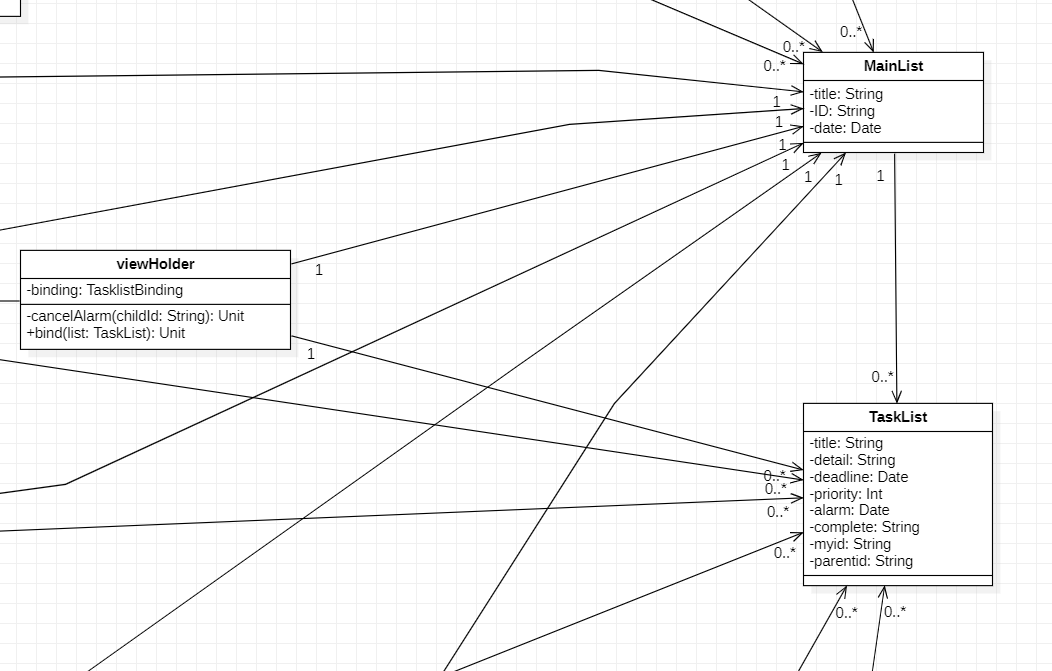 0..*
0..*
0..*
MainList
-title: String
-ID: String
-date: Date
1
1
1
1
1
1
1
viewHolder
-binding: TasklistBinding
-cancelAlarm(childId: String): Unit
+bind(list: TaskList): Unit
1
1
0..*
TaskList
-title: String
-detail: String
-deadline: Date
-priority: Int
-alarm: Date
-complete: String
-myid: String
-parentid: String
0..*
0..*
0..*
0..*
0..*
0..*